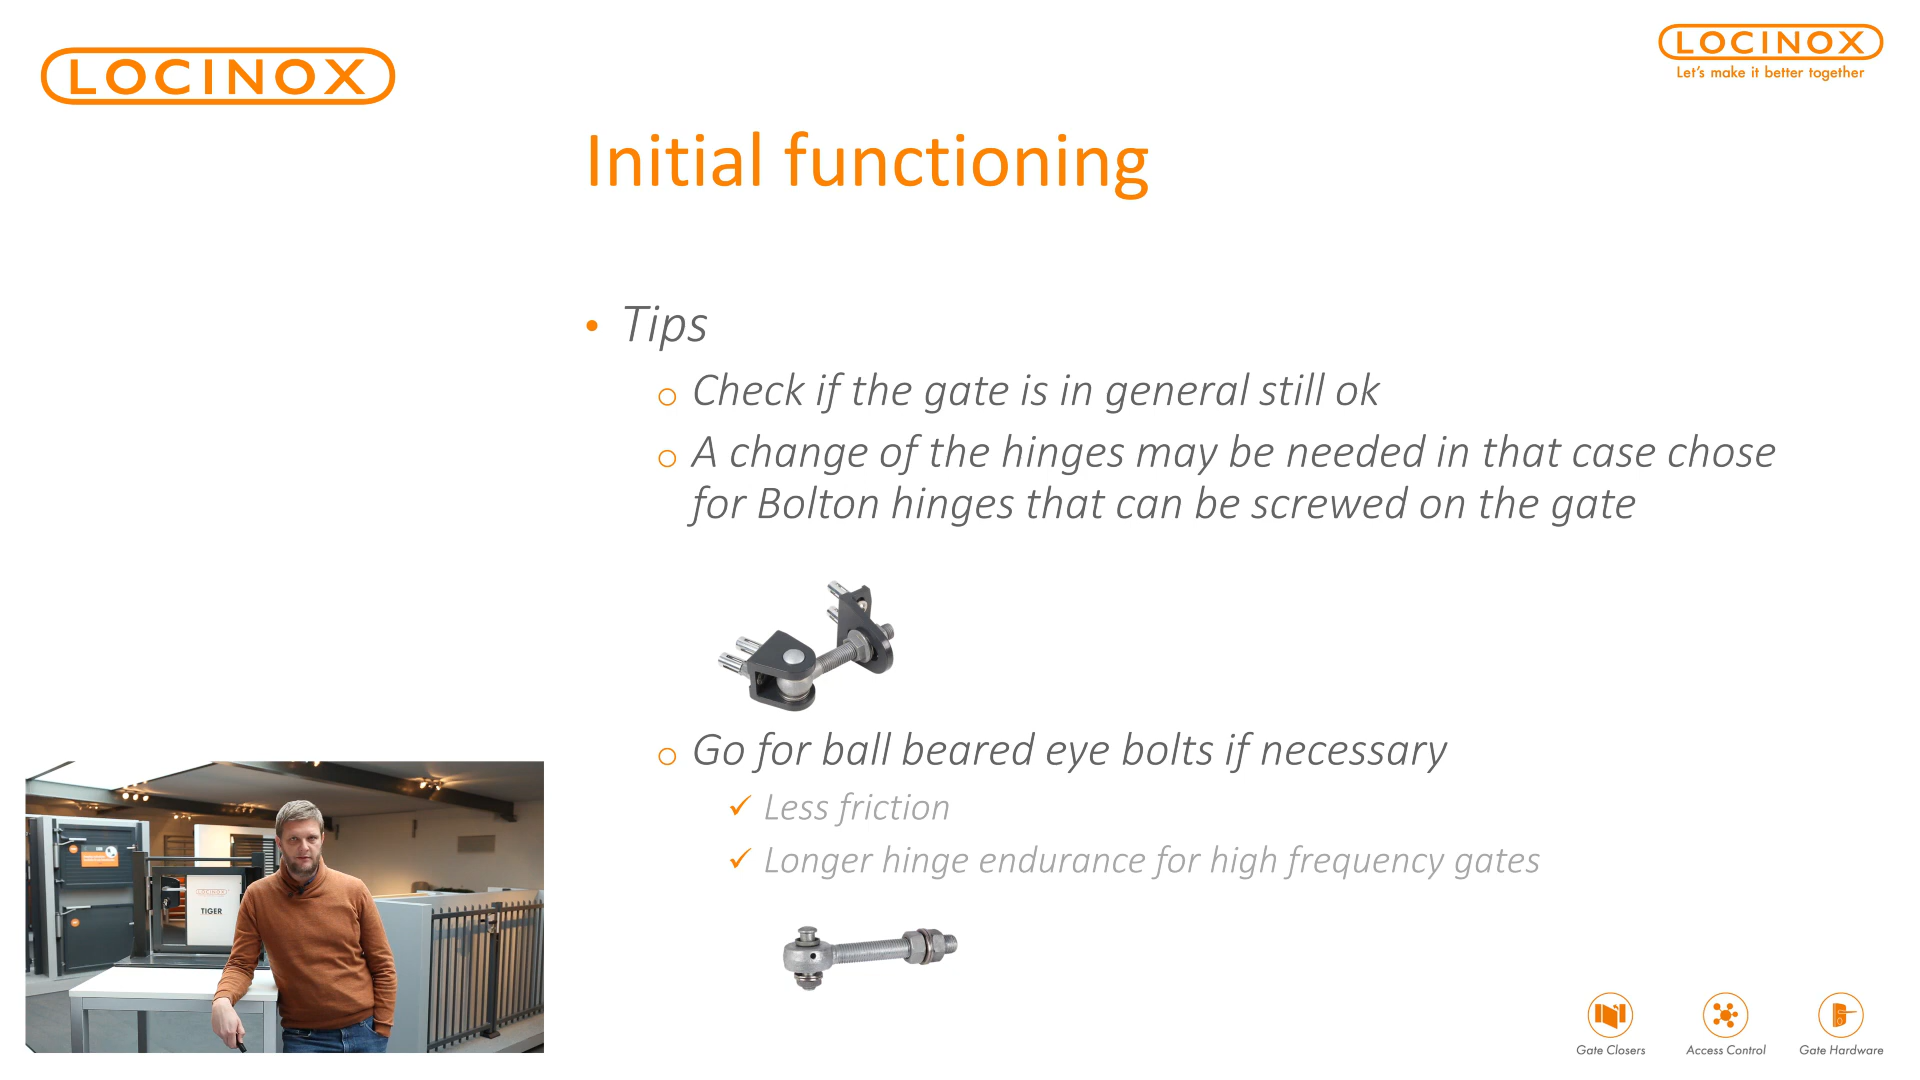 LOCINOX
LOCINOX
Let's make it better together
Initial functioning
• Tips
o Check if the gate is in general still ok
o A change of the hinges may be needed in that case chose
for Bolton hinges that can be screwed on the gate
o Go for ball beared eye bolts if necessary
✓ Less friction
✓ Longer hinge endurance for high frequency gates
LOCINOX
TIGER
Gate Closers
Access Control
Gate Hardware